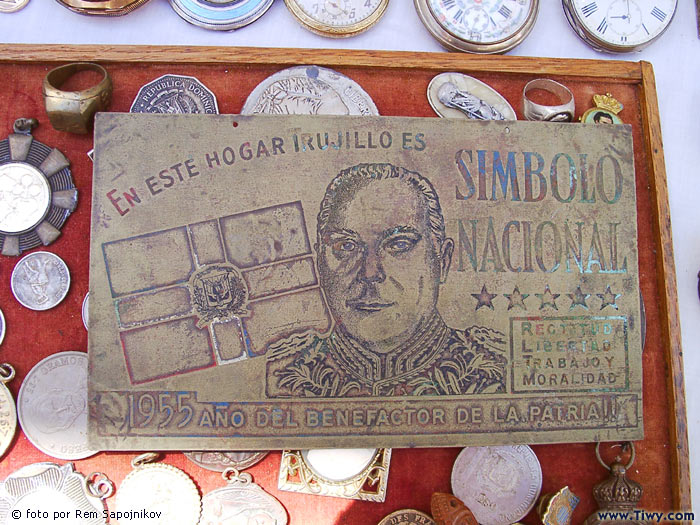 REPUBLICA DOMINICANA
EN ESTE HOGAR TRUJILLO ES
SIMBOLO
NACIONAL
RECTITUD
LIBERTAD
TRABAJO Y
MORALIDAD
1955 AÑO DEL BENEFACTOR DE LA PATRIA!!
© foto por Rem Sapojnikov
www.Tiwy.com